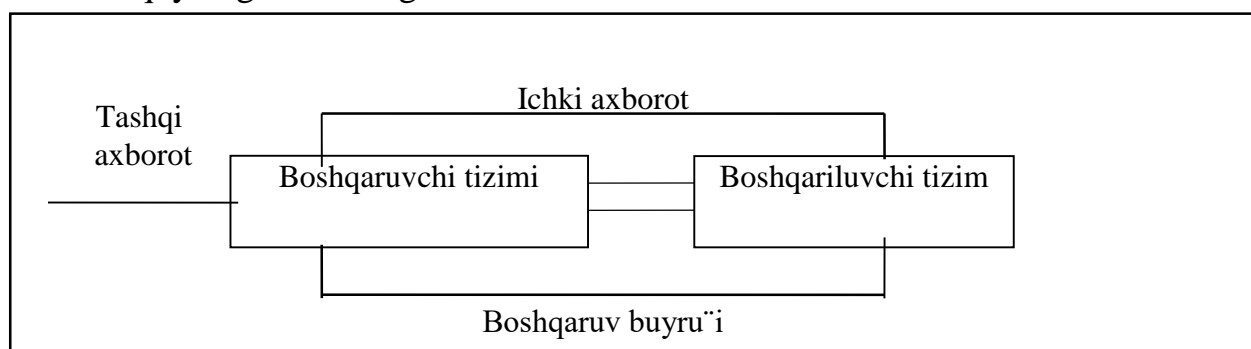 Ichki axborot
Tashqi
axborot
Boshqaruvchi tizimi
Boshqariluvchi tizim
Boshqaruv buyru¨i